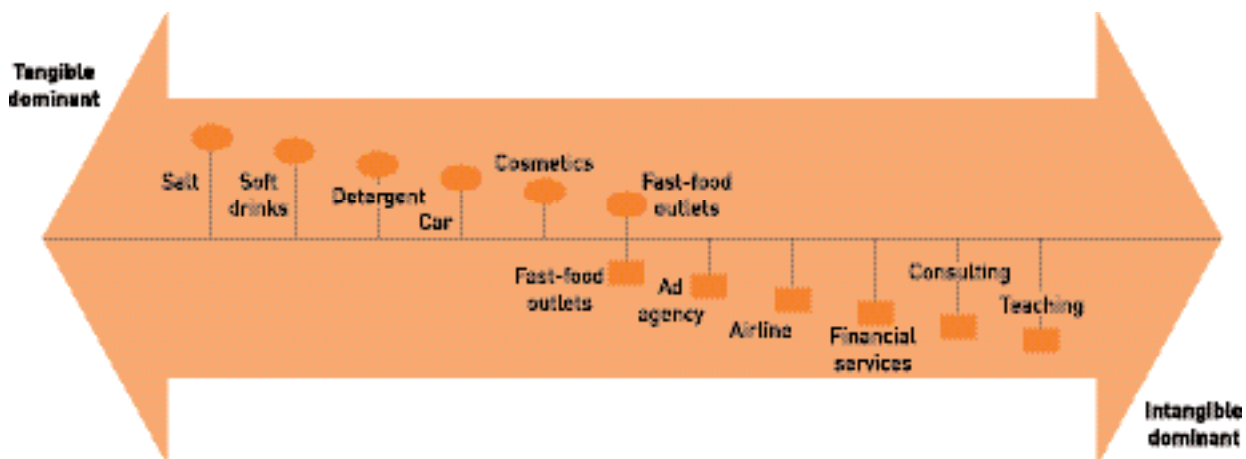 Tangible
dominant
Salt
Soft
drinks
Detergent
Car
Cosmetics
Fast-food
outlets
Fast-food
outlets
Ad
agency
Airline
Financial
services
Consulting
Teaching
Intangible
dominant